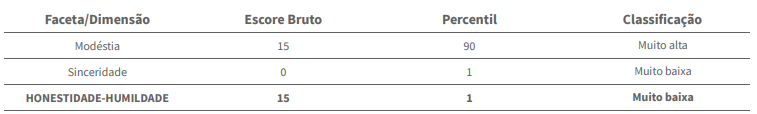 Faceta/Dimensão Escore Bruto Percentil Classificação
Modéstia 15 90 Muito alta
Sinceridade 0 1 Muito baixa
HONESTIDADE-HUMILDADE 15 1 Muito baixa